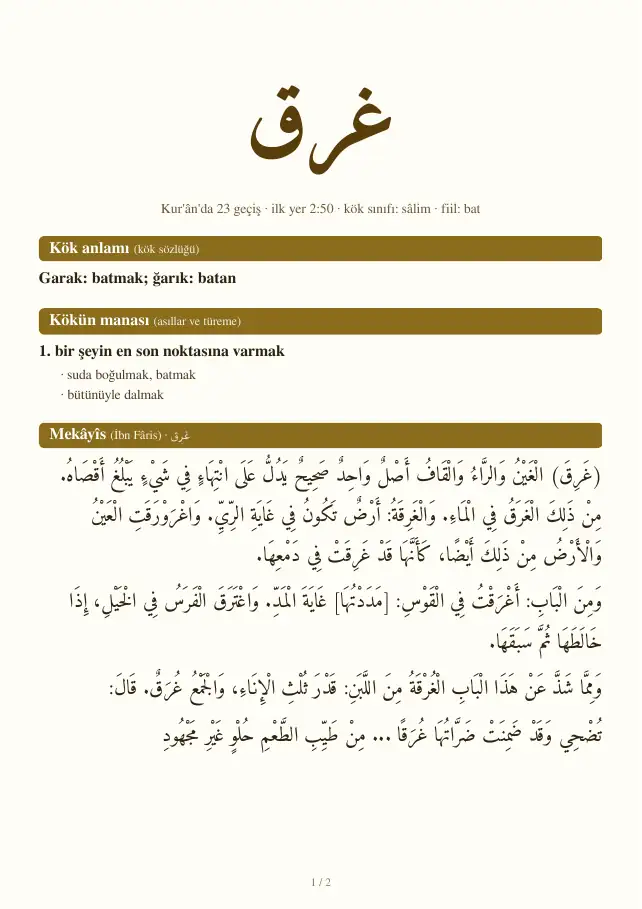 غرق
Kur'ân'da 23 geçiş · ilk yer 2:50 · kök sınıfı: sâlim · fiil: bat
Kök anlamı (kök sözlüğü)
Garak: batmak; ğarık: batan
Kökün manası (asıllar ve türeme)
1. bir şeyin en son noktasına varmak
· suda boğulmak, batmak
· bütünüyle dalmak
Mekâyîs (İbn Fâris) · غَرِقَ
(غَرِقَ) الْغَيْنُ وَالرَّاءُ وَالْقَافُ أَصْلٌ وَاحِدٌ صَحِيحٌ يَدُلُّ عَلَى انْتِهَاءٍ فِي شَيْءٍ يَبْلُغُ أَقْصَاهُ.
مِنْ ذَلِكَ الْغَرَقُ فِي الْمَاءِ. وَالْغَرِقَةُ: أَرْضٌ تَكُونُ فِي غَايَةِ الرِّيِّ. وَاغْرَوْرَقَتِ الْعَيْنُ
وَالْأَرْضُ مِنْ ذَلِكَ أَيْضًا، كَأَنَّهَا قَدْ غَرِقَتْ فِي دَمْعِهَا.
وَمِنَ الْبَابِ: أَغْرَقْتُ فِي الْقَوْسِ: [مَدَدْتُهَا] غَايَةَ الْمَدِّ. وَاغْتَرَقَ الْفَرَسُ فِي الْخَيْلِ، إِذَا
خَالَطَهَا ثُمَّ سَبَقَهَا.
وَمِمَّا شَذَّ عَنْ هَذَا الْبَابِ الْغُرْقَةُ مِنَ اللَّبَنِ: قَدْرَ ثُلْثِ الْإِنَاءِ، وَالْجَمْعُ غُرَقٌ. قَالَ:
تُضْحِي وَقَدْ ضَمِنَتْ ضَرَّاتُهَا غُرَقًا ... مِنْ طَيِّبِ الطَّعْمِ حُلْوٍ غَيْرِ مَجْهُودِ
1 / 2